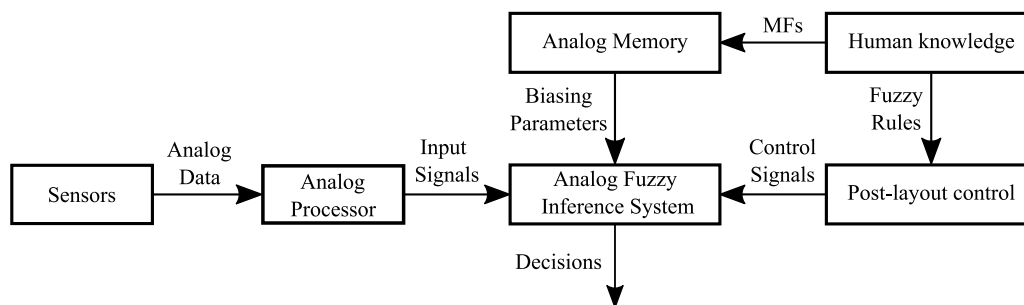 Analog Memory
MFs
Human knowledge
Biasing
Parameters
Fuzzy
Rules
Sensors
Analog
Data
Analog
Processor
Input
Signals
Analog Fuzzy
Inference System
Control
Signals
Post-layout control
Decisions